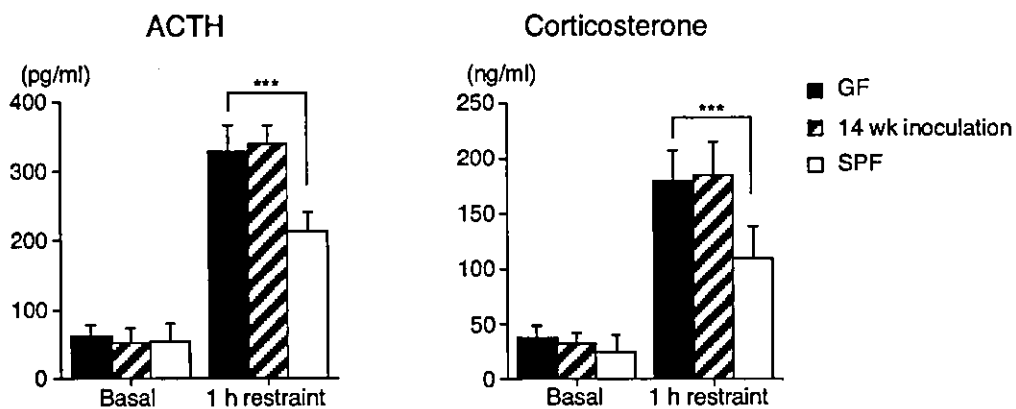 ACTH
(pg/ml)
400
300
200
100
0
***
Basal
1 h restraint
Corticosterone
(ng/ml)
250
200
150
100
50
0
***
Basal
1 h restraint
GF
14 wk inoculation
SPF